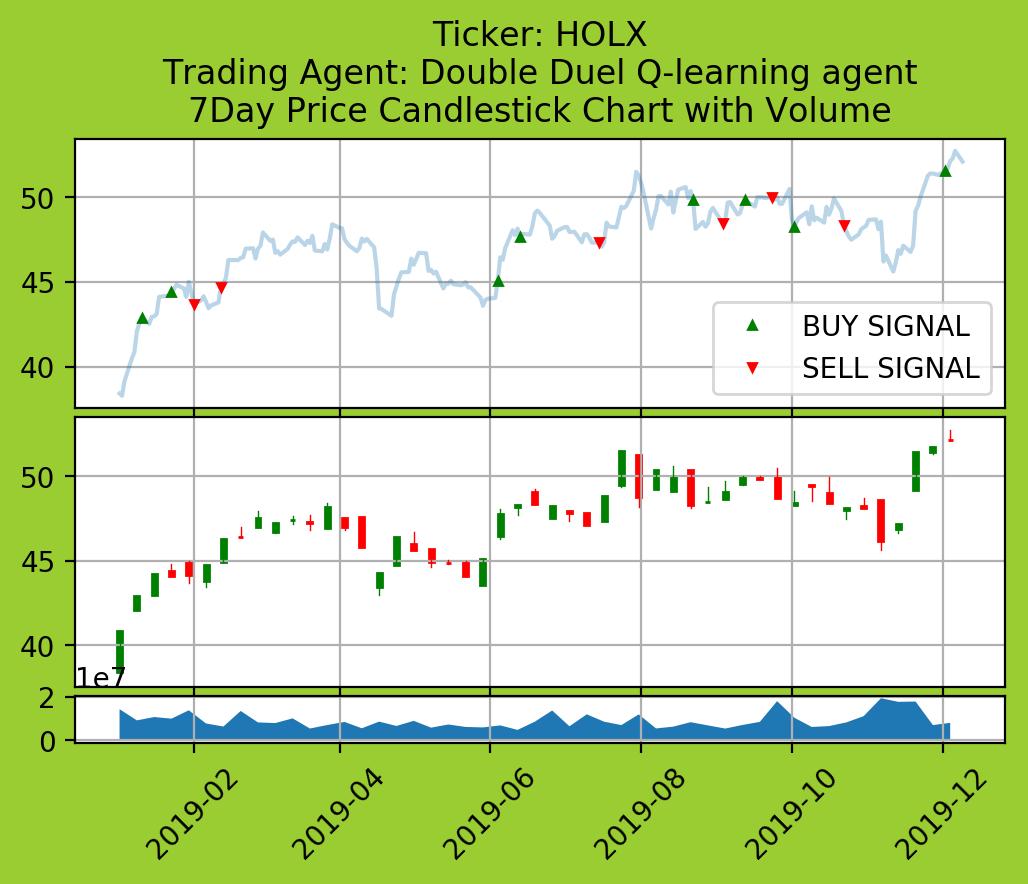 Ticker: HOLX
Trading Agent: Double Duel Q-learning agent
7Day Price Candlestick Chart with Volume
50
45
40
BUY SIGNAL
SELL SIGNAL
50
45
40
1e7
2
0
2019-02
2019-04
2019-06
2019-08
2019-10
2019-12